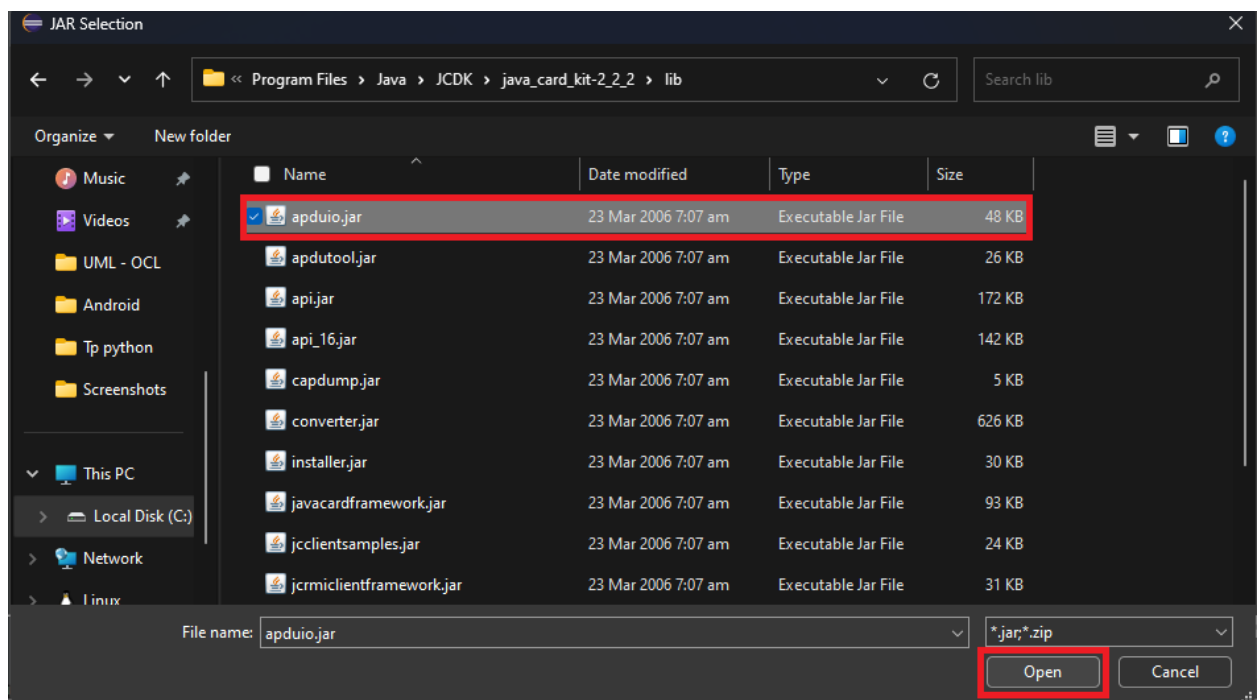 JAR Selection
« Program Files › Java › JCDK › java_card_kit-2_2_2 › lib
Search lib
Organize
New folder
Music
Videos
UML - OCL
Android
Tp python
Screenshots
This PC
Local Disk (C:)
Network
Linux
Name Date modified Type Size
apduio.jar 23 Mar 2006 7:07 am Executable Jar File 48 KB
apdutool.jar 23 Mar 2006 7:07 am Executable Jar File 26 KB
api.jar 23 Mar 2006 7:07 am Executable Jar File 172 KB
api_16.jar 23 Mar 2006 7:07 am Executable Jar File 142 KB
capdump.jar 23 Mar 2006 7:07 am Executable Jar File 5 KB
converter.jar 23 Mar 2006 7:07 am Executable Jar File 626 KB
installer.jar 23 Mar 2006 7:07 am Executable Jar File 30 KB
javacardframework.jar 23 Mar 2006 7:07 am Executable Jar File 93 KB
jcclientsamples.jar 23 Mar 2006 7:07 am Executable Jar File 24 KB
jcrmiclientframework.jar 23 Mar 2006 7:07 am Executable Jar File 31 KB
File name: apduio.jar
*.jar;*.zip
Open
Cancel